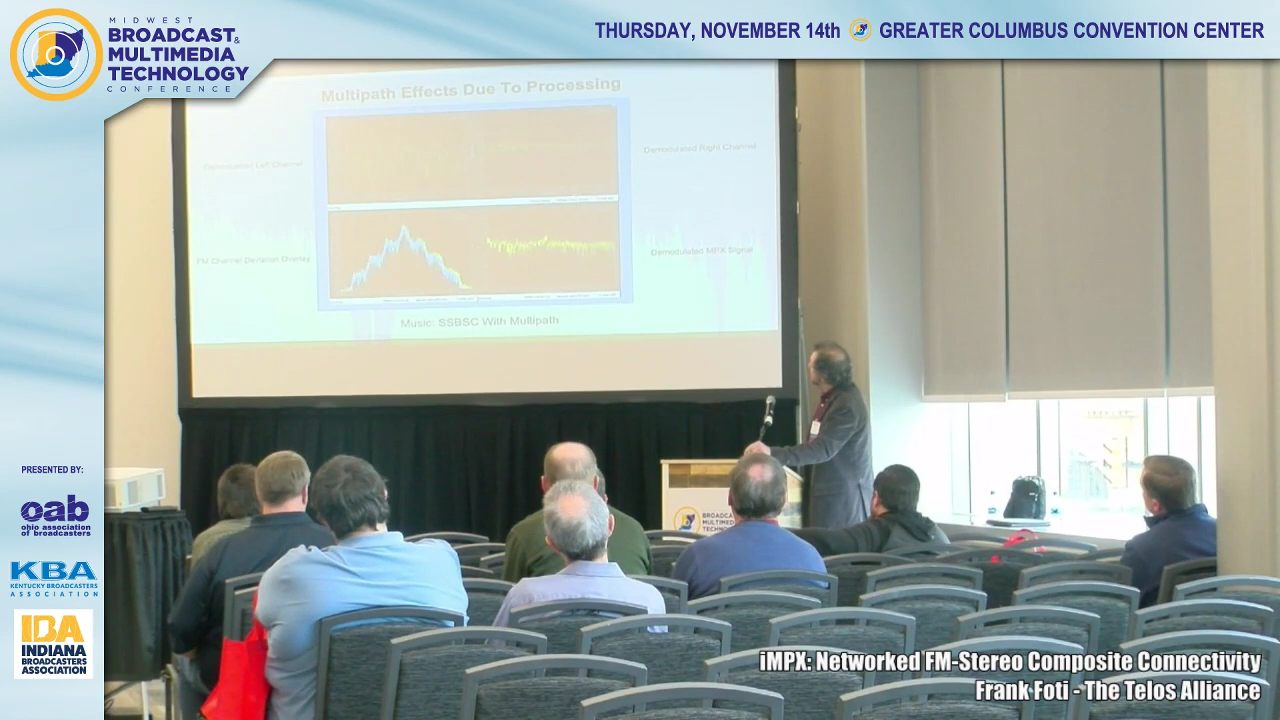 MIDWEST
BROADCAST&
MULTIMEDIA
TECHNOLOGY
CONFERENCE
THURSDAY, NOVEMBER 14th
GREATER COLUMBUS CONVENTION CENTER
Multipath Effects Due To Processing
Demodulated Left Channel
Demodulated Right Channel
FM Channel Deviation Overlay
Demodulated MPX Signal
Music: SSBSC With Multipath
PRESENTED BY:
oab
ohio association
of broadcasters
KBA
KENTUCKY BROADCASTERS
ASSOCIATION
IBA
INDIANA
BROADCASTERS
ASSOCIATION
BROADC
MULTIME
TECHNOL
iMPX: Networked FM-Stereo Composite Connectivity
Frank Foti - The Telos Alliance